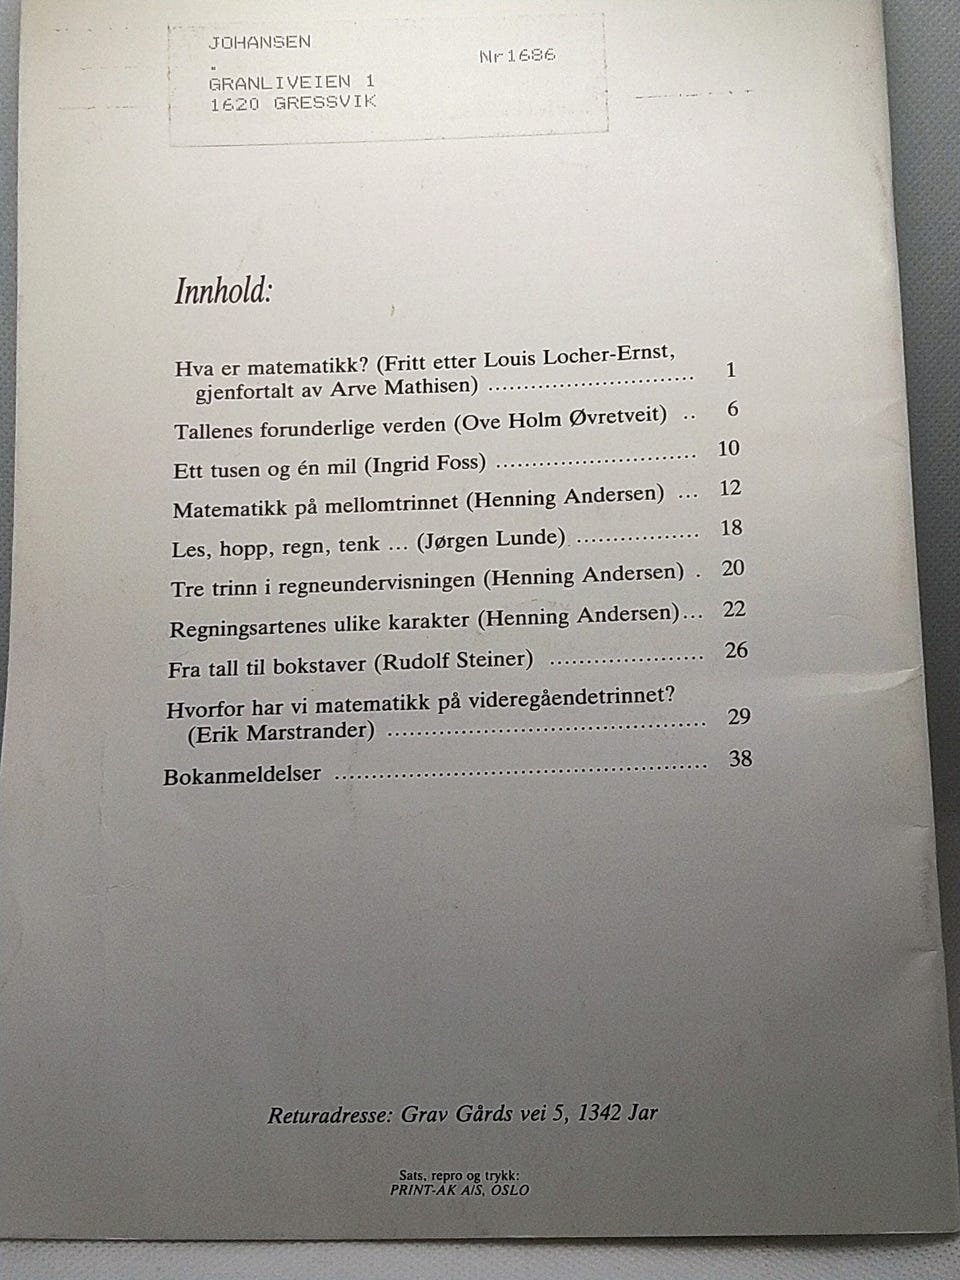 JOHANSEN
Nr1686
.
GRANLIVEIEN 1
1620 GRESSVIK
Innhold:
Hva er matematikk? (Fritt etter Louis Locher-Ernst,
gjenfortalt av Arve Mathisen) .............................. 1
Tallenes forunderlige verden (Ove Holm Øvretveit) .. 6
Ett tusen og én mil (Ingrid Foss) ............................. 10
Matematikk på mellomtrinnet (Henning Andersen) ... 12
Les, hopp, regn, tenk ... (Jørgen Lunde) .................. 18
Tre trinn i regneundervisningen (Henning Andersen) . 20
Regningsartenes ulike karakter (Henning Andersen)... 22
Fra tall til bokstaver (Rudolf Steiner) ...................... 26
Hvorfor har vi matematikk på videregåendetrinnet?
(Erik Marstrander) ............................................. 29
Bokanmeldelser ..................................................... 38
Returadresse: Grav Gårds vei 5, 1342 Jar
Sats, repro og trykk:
PRINT-AK A/S, OSLO